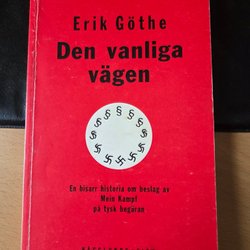 Erik Göthe
Den vanliga
vägen
En bisarr historia om beslag av
Mein Kampf
på tysk begäran